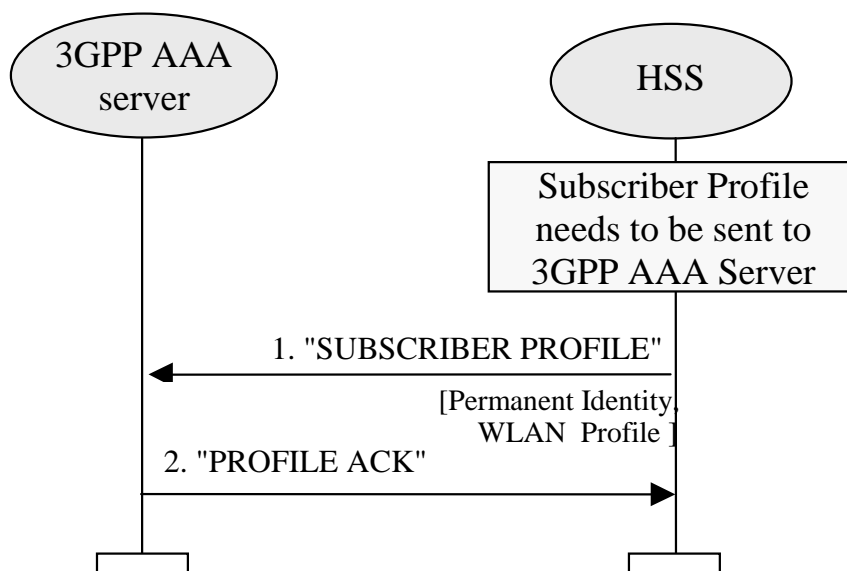 3GPP AAA
server
HSS
Subscriber Profile
needs to be sent to
3GPP AAA Server
1. "SUBSCRIBER PROFILE"
[Permanent Identity,
WLAN Profile ]
2. "PROFILE ACK"